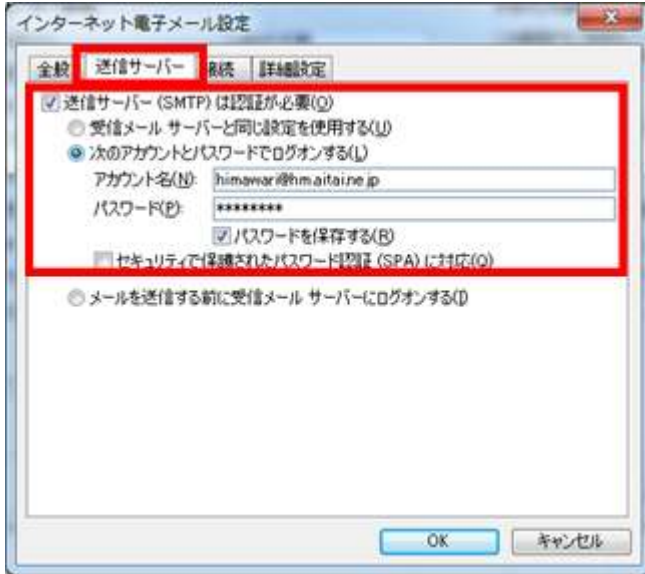 インターネット電子メール設定
全般 送信サーバー 接続 詳細設定
送信サーバー (SMTP) は認証が必要(O)
受信メール サーバーと同じ設定を使用する(U)
次のアカウントとパスワードでログオンする(L)
アカウント名(N): himawari@hm.aitai.ne.jp
パスワード(P): ********
パスワードを保存する(R)
セキュリティで保護されたパスワード認証 (SPA) に対応(Q)
メールを送信する前に受信メール サーバーにログオンする(I)
OK キャンセル